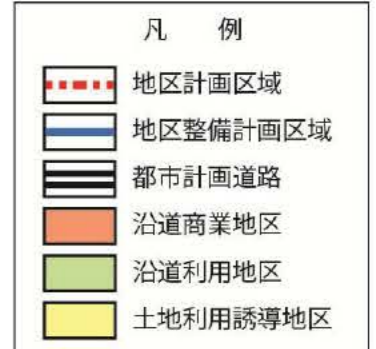 凡 例
地区計画区域
地区整備計画区域
都市計画道路
沿道商業地区
沿道利用地区
土地利用誘導地区